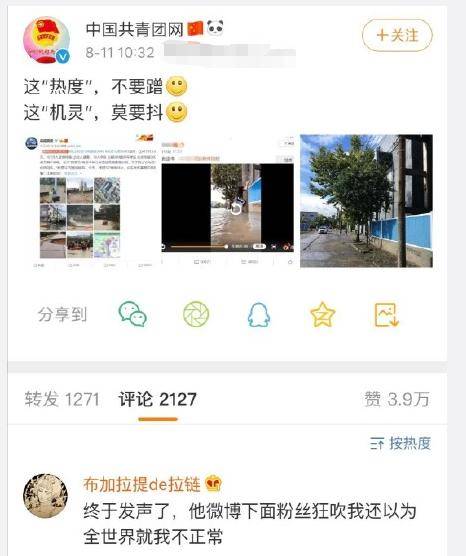 中国共青团网
8-11 10:32
+关注
这“热度”，不要蹭
这“机灵”，莫要抖
分享到
转发 1271 评论 2127 赞 3.9万
按热度
布加拉提de拉链
终于发声了，他微博下面粉丝狂吹我还以为
全世界就我不正常